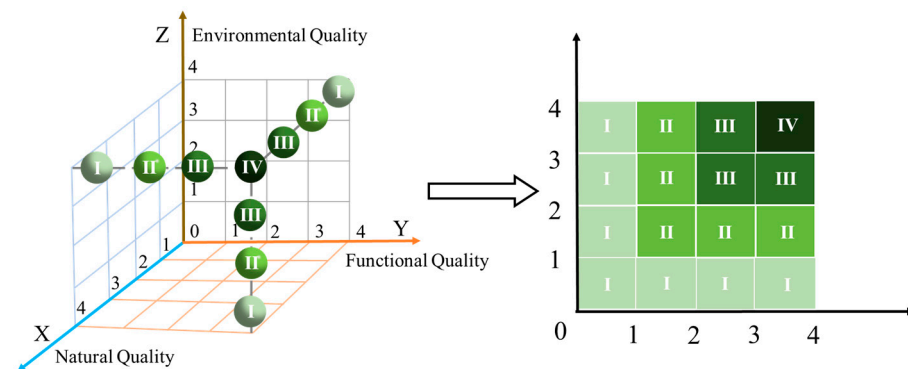 Z Environmental Quality
4
3
2
1
0 1 2 3 4
Y
Functional Quality
I II III IV III II I
III
II
I
1
2
3
4
X
Natural Quality
4 I II III IV
3 I II III III
2 I II II II
1 I I I I
0 1 2 3 4